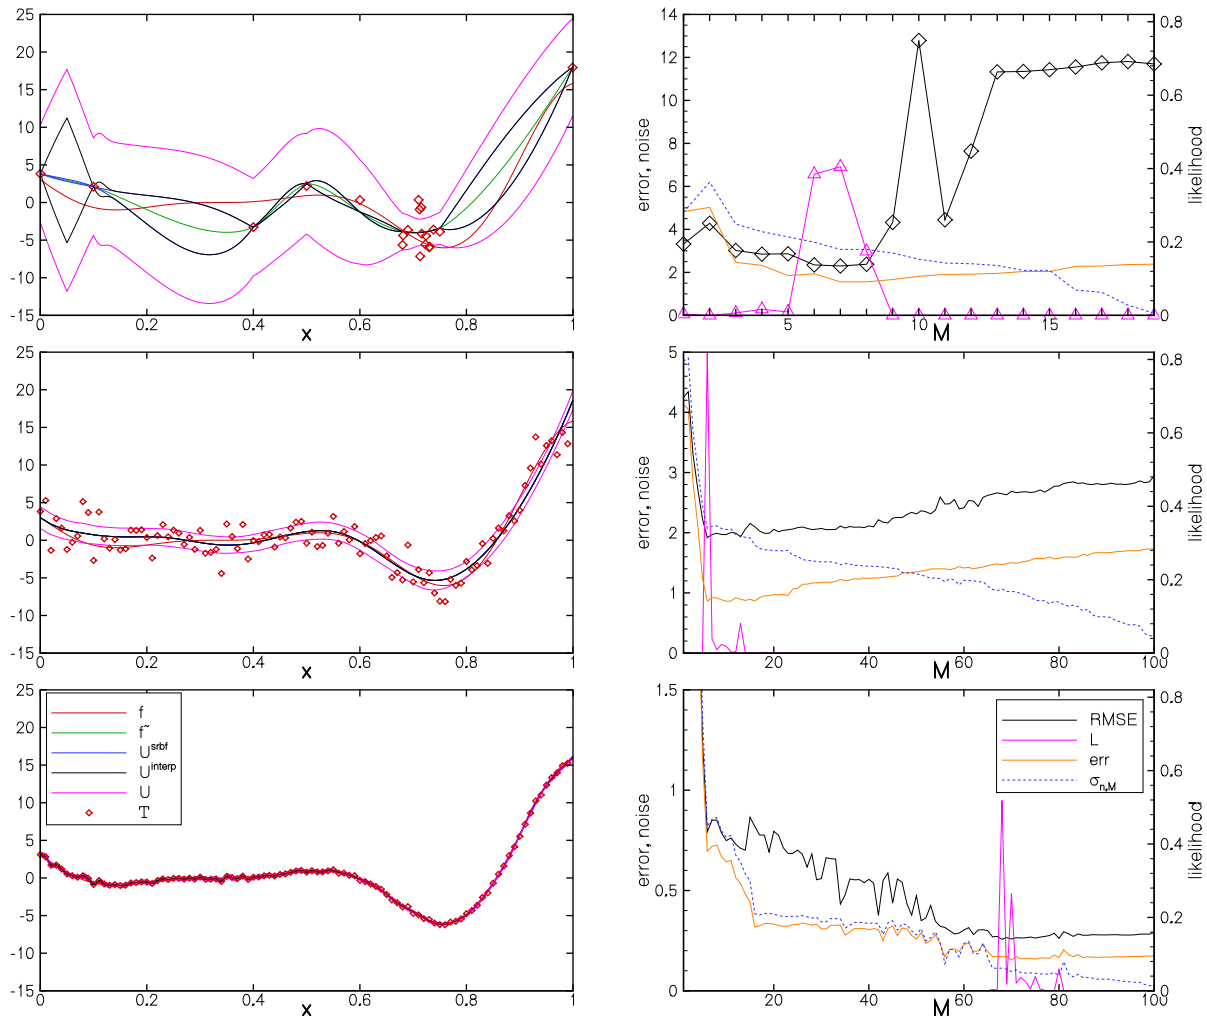 25
20
15
10
5
0
-5
-10
-15
0 0.2 0.4 0.6 0.8 1
x
14
12
10
8
6
4
2
0
error, noise
5 10 15
M
0.8
0.6
0.4
0.2
0
likelihood
25
20
15
10
5
0
-5
-10
-15
0 0.2 0.4 0.6 0.8 1
x
5
4
3
2
1
0
error, noise
20 40 60 80 100
M
0.8
0.6
0.4
0.2
0
likelihood
25
20
15
10
5
0
-5
-10
-15
f
f~
U^srbf
U^interp
U
T
0 0.2 0.4 0.6 0.8 1
x
1.5
1
0.5
0
error, noise
RMSE
L
err
σn,M
20 40 60 80 100
M
0.8
0.6
0.4
0.2
0
likelihood